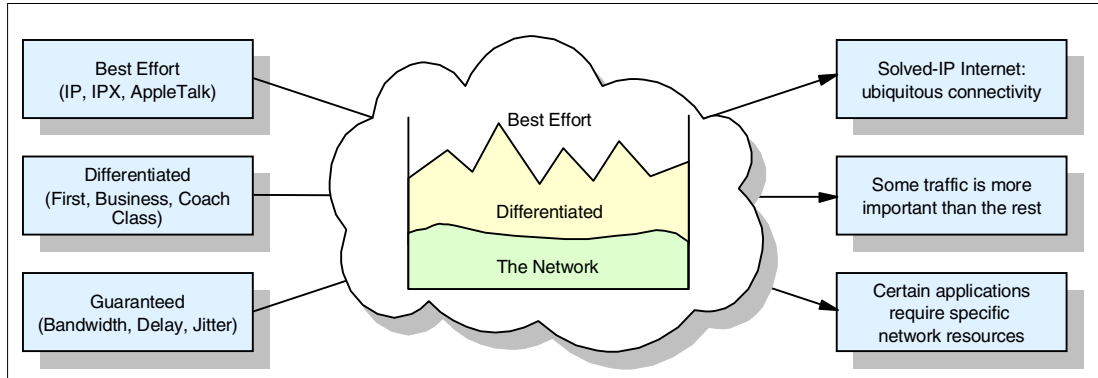 Best Effort
(IP, IPX, AppleTalk)
Differentiated
(First, Business, Coach
Class)
Guaranteed
(Bandwidth, Delay, Jitter)
Best Effort
Differentiated
The Network
Solved-IP Internet:
ubiquitous connectivity
Some traffic is more
important than the rest
Certain applications
require specific
network resources